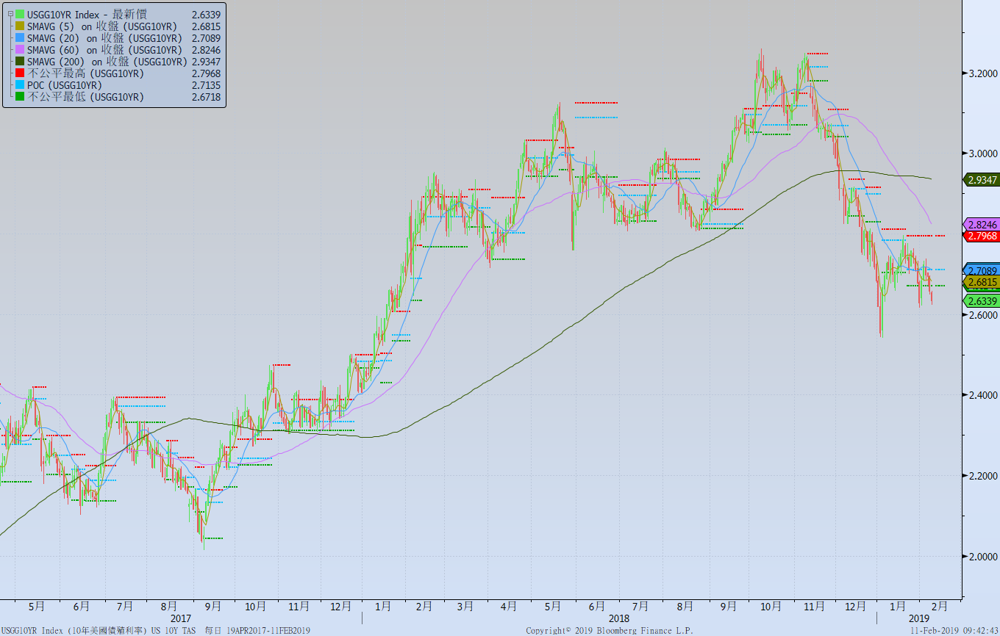 USGG10YR Index - 最新價 2.6339
SMAVG (5) on 收盤 (USGG10YR) 2.6815
SMAVG (20) on 收盤 (USGG10YR) 2.7089
SMAVG (60) on 收盤 (USGG10YR) 2.8246
SMAVG (200) on 收盤 (USGG10YR) 2.9347
不公平最高 (USGG10YR) 2.7968
POC (USGG10YR) 2.7135
不公平最低 (USGG10YR) 2.6718
3.2000
3.0000
2.9347
2.8246
2.7968
2.7089
2.6815
2.6339
2.6000
2.4000
2.2000
2.0000
5月 6月 7月 8月 9月 10月 11月 12月 1月 2月 3月 4月 5月 6月 7月 8月 9月 10月 11月 12月 1月 2月
2017 2018 2019
USGG10YR Index (10年美國債殖利率) US 10Y TAS 每日 19APR2017-11FEB2019 Copyright© 2019 Bloomberg Finance L.P. 11-Feb-2019 09:42:43